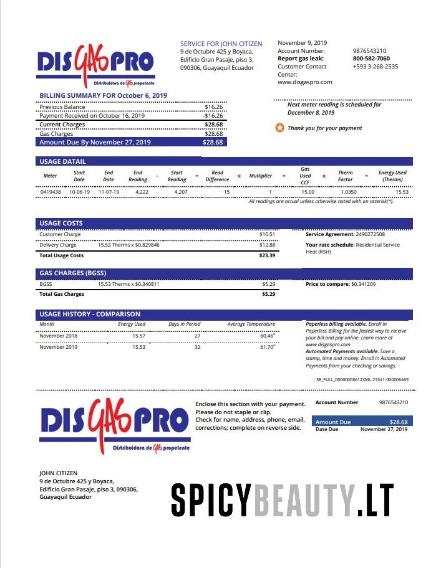 DISGASPRO
Distribuidora de Gas propelente
SERVICE FOR JOHN CITIZEN
9 de Octubre 425 y Boyaca,
Edificio Gran Pasaje, piso 3,
090306, Guayaquil Ecuador
November 9, 2019
Account Number: 9876543210
Report gas leak: 800-582-7060
Customer Contact Center: +593 3-268-2535
www.disgaspro.com
BILLING SUMMARY FOR October 6, 2019
Previous Balance $16.26
Payment Received on October 16, 2019 -$16.26
Current Charges $28.68
Gas Charges $28.68
Amount Due By November 27, 2019 $28.68
Next meter reading is scheduled for
December 8, 2019
Thank you for your payment
USAGE DATAIL
Meter Start Date End Date End Reading - Start Reading = Read Difference x Multiplier = Gas Used CCF x Therm Factor = Energy Used (Therms)
0419438 10-06-19 11-07-19 4,222 4,207 15 1 15.00 1.0350 15.53
All readings are actual unless otherwise noted with an asterisk(*).
USAGE COSTS
Customer Charge $10.51
Delivery Charge 15.53 Therms x $0.829846 $12.88
Total Usage Costs $23.39
Service Agreement: 2490272508
Your rate schedule: Residential Service
Heat (RSH)
GAS CHARGES (BGSS)
BGSS 15.53 Therms x $0.340811 $5.29
Total Gas Charges $5.29
Price to compare: $0.341209
USAGE HISTORY - COMPARISON
Month Energy Used Days in Period Average Temperature
November 2018 15.57 27 60.46°
November 2019 15.53 32 61.70°
Paperless billing available. Enroll in
Paperless Billing for the fastest way to receive
your bill and pay online. Learn more at
www.disgaspro.com
Automated Payments available. Save a
stamp, time and money. Enroll in Automated
Payments from your checking or savings.
DISGASPRO
Distribuidora de Gas propelente
Enclose this section with your payment.
Please do not staple or clip.
Check for name, address, phone, email,
corrections; complete on reverse side.
Account Number 9876543210
Amount Due $28.68
Date Due November 27, 2019
JOHN CITIZEN
9 de Octubre 425 y Boyaca,
Edificio Gran Pasaje, piso 3, 090306,
Guayaquil Ecuador
SPICYBEAUTY.LT